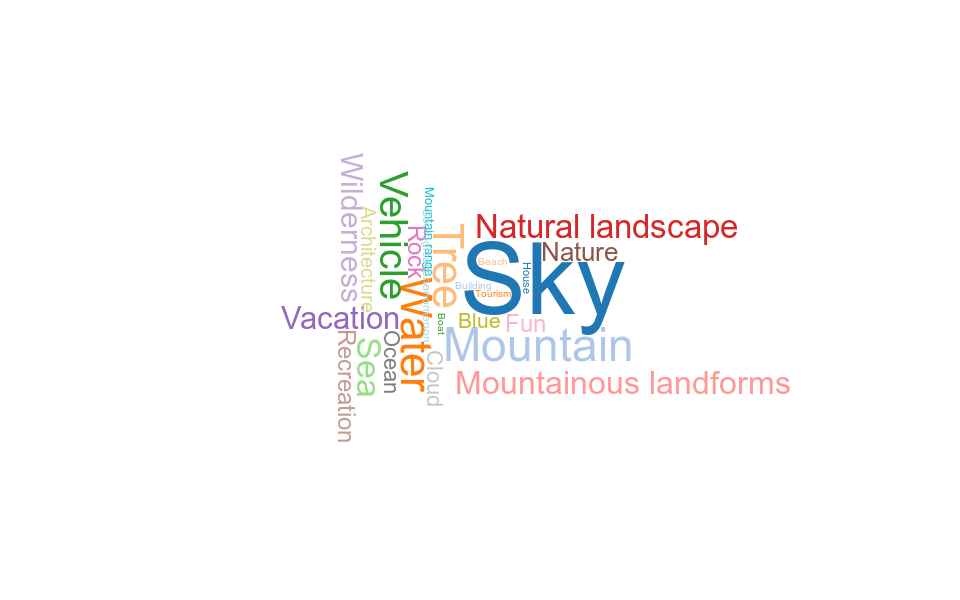 Wilderness
Architecture
Vehicle
Mountain range
Rock
Tree
Natural landscape
Nature
Sky
Beach
House
Building
Tourism
Water
Vacation
Boat
Blue
Fun
Mountain
Recreation
Sea
Ocean
Cloud
Mountainous landforms